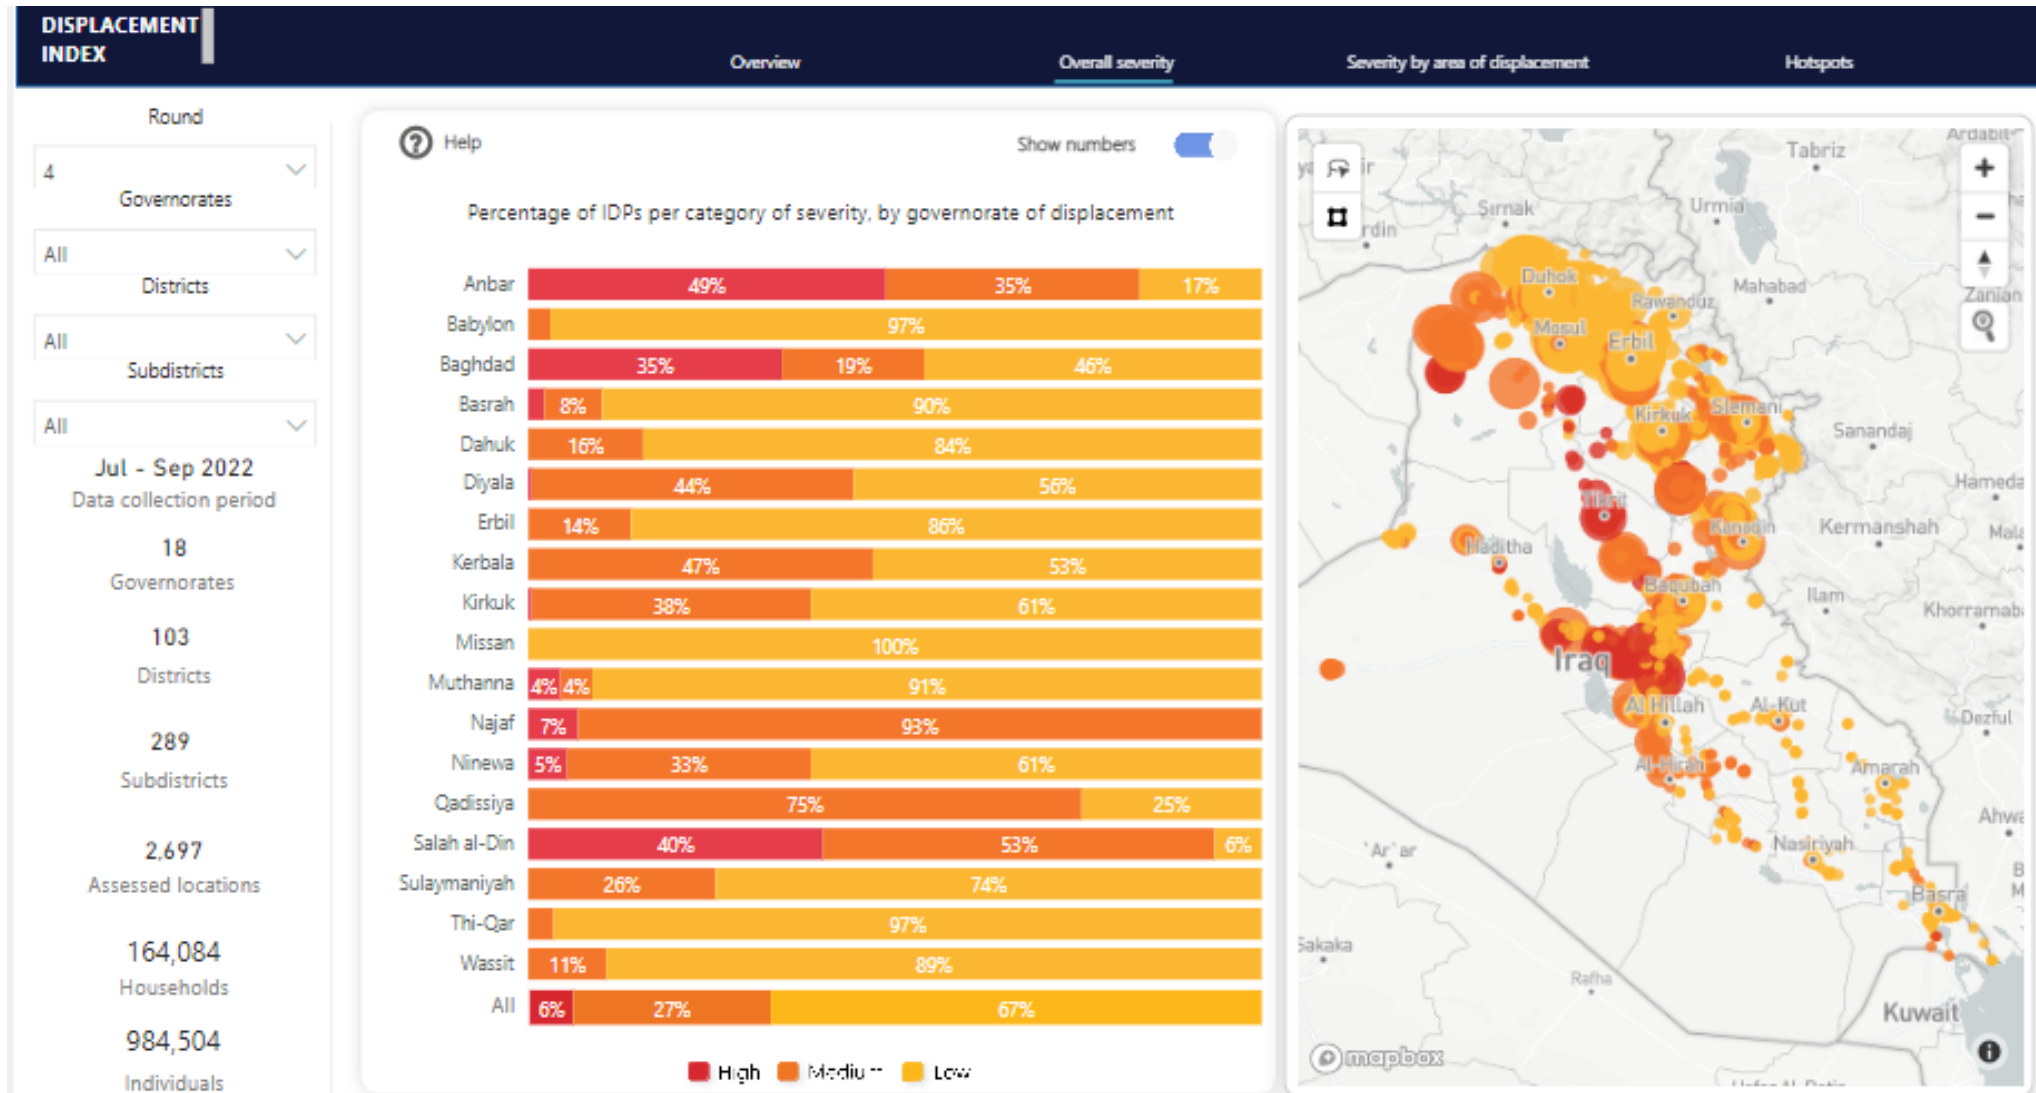 DISPLACEMENT
INDEX
Overview
Overall severity
Severity by area of displacement
Hotspots
Round
4
Governorates
All
Districts
All
Subdistricts
All
Jul - Sep 2022
Data collection period
18
Governorates
103
Districts
289
Subdistricts
2,697
Assessed locations
164,084
Households
984,504
Individuals
Help
Show numbers
Percentage of IDPs per category of severity, by governorate of displacement
Anbar 49% 35% 17%
Babylon 97%
Baghdad 35% 19% 46%
Basrah 8% 90%
Dahuk 16% 84%
Diyala 44% 56%
Erbil 14% 86%
Kerbala 47% 53%
Kirkuk 38% 61%
Missan 100%
Muthanna 4% 4% 91%
Najaf 7% 93%
Ninewa 5% 33% 61%
Qadissiya 75% 25%
Salah al-Din 40% 53% 6%
Sulaymaniyah 26% 74%
Thi-Qar 97%
Wassit 11% 89%
All 6% 27% 67%
High Medium Low
Ardabil
Tabriz
Sirnak
Urmia
rdin
Duhok
Rawanduz
Mahabad
Zanjan
Mosul
Erbil
Kirkuk
Slemani
Sanandaj
Hameda
Tikrit
Kermanshah
Mala
Haditha
Baqubah
Ilam
Khorramab
Iraq
Al Hillah
Al-Kut
Dezful
Al-Hirah
Amarah
Ahwa
Nasiriyah
'Ar'ar
B
M
Basra
Sakaka
Rafha
Kuwait
mapbox